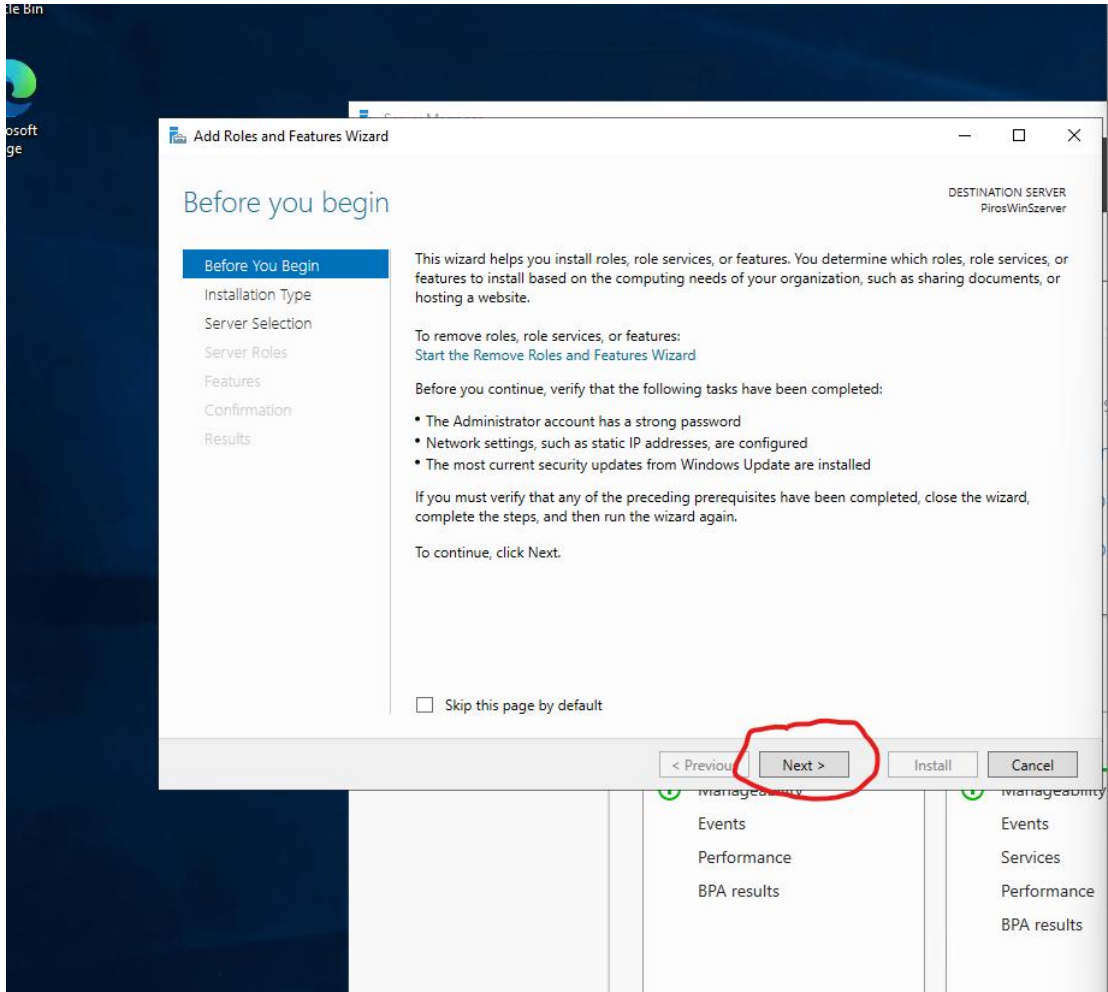 cle Bin
osoft
ge
Add Roles and Features Wizard
Before you begin
DESTINATION SERVER
PirosWinSzerver
Before You Begin
Installation Type
Server Selection
Server Roles
Features
Confirmation
Results
This wizard helps you install roles, role services, or features. You determine which roles, role services, or
features to install based on the computing needs of your organization, such as sharing documents, or
hosting a website.
To remove roles, role services, or features:
Start the Remove Roles and Features Wizard
Before you continue, verify that the following tasks have been completed:
• The Administrator account has a strong password
• Network settings, such as static IP addresses, are configured
• The most current security updates from Windows Update are installed
If you must verify that any of the preceding prerequisites have been completed, close the wizard,
complete the steps, and then run the wizard again.
To continue, click Next.
Skip this page by default
< Previous
Next >
Install
Cancel
Manageability
Events
Performance
BPA results
Manageability
Events
Services
Performance
BPA results